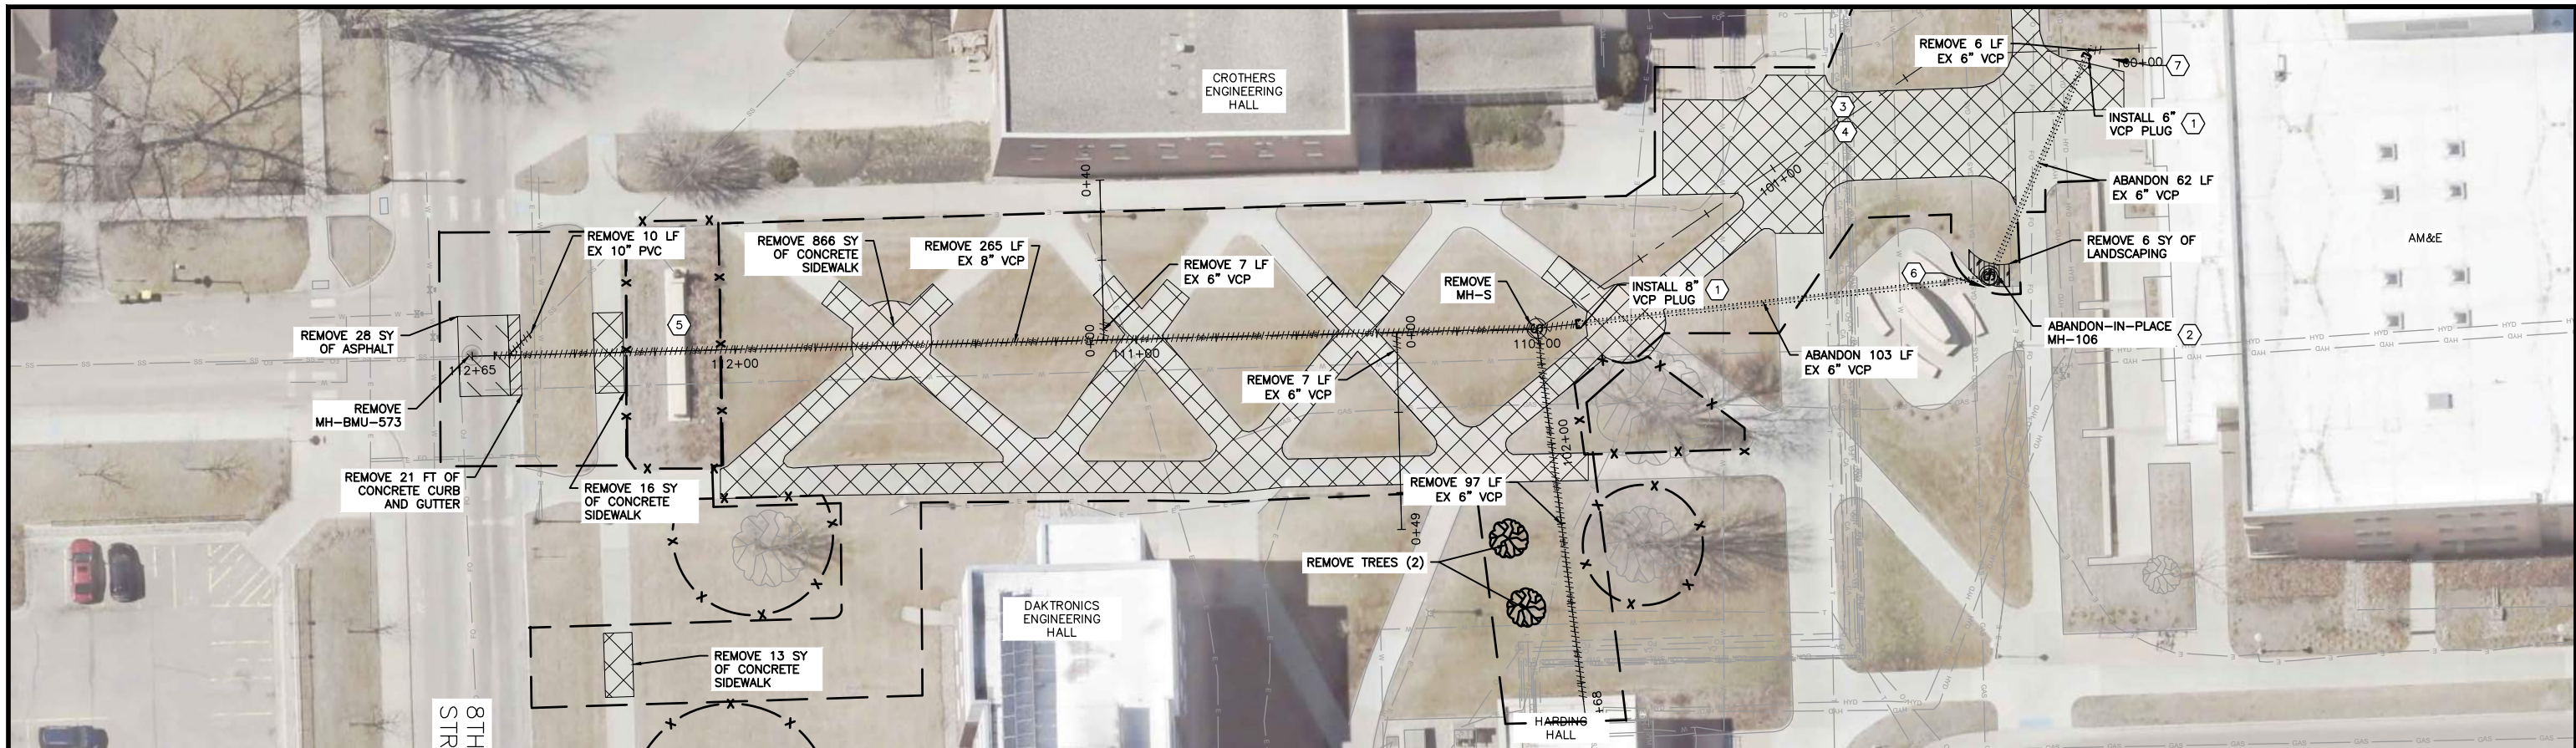 REMOVE 6 LF
EX 6" VCP
100+00
7
CROTHERS
ENGINEERING
HALL
3
4
INSTALL 6"
VCP PLUG
1
101+00
ABANDON 62 LF
EX 6" VCP
0+40
REMOVE 10 LF
EX 10" PVC
REMOVE 866 SY
OF CONCRETE
SIDEWALK
REMOVE 265 LF
EX 8" VCP
REMOVE 7 LF
EX 6" VCP
REMOVE
MH-S
INSTALL 8"
VCP PLUG
1
6
REMOVE 6 SY OF
LANDSCAPING
AM&E
REMOVE 28 SY
OF ASPHALT
5
0+00
111+00
0+00
110+00
ABANDON-IN-PLACE
MH-106
2
112+65
112+00
REMOVE 7 LF
EX 6" VCP
ABANDON 103 LF
EX 6" VCP
REMOVE
MH-BMU-573
102+00
REMOVE 21 FT OF
CONCRETE CURB
AND GUTTER
REMOVE 16 SY
OF CONCRETE
SIDEWALK
REMOVE 97 LF
EX 6" VCP
0+49
REMOVE TREES (2)
DAKTRONICS
ENGINEERING
HALL
REMOVE 13 SY
OF CONCRETE
SIDEWALK
+68
HARDING
HALL
8TH
STR
SS
HYD
GAS